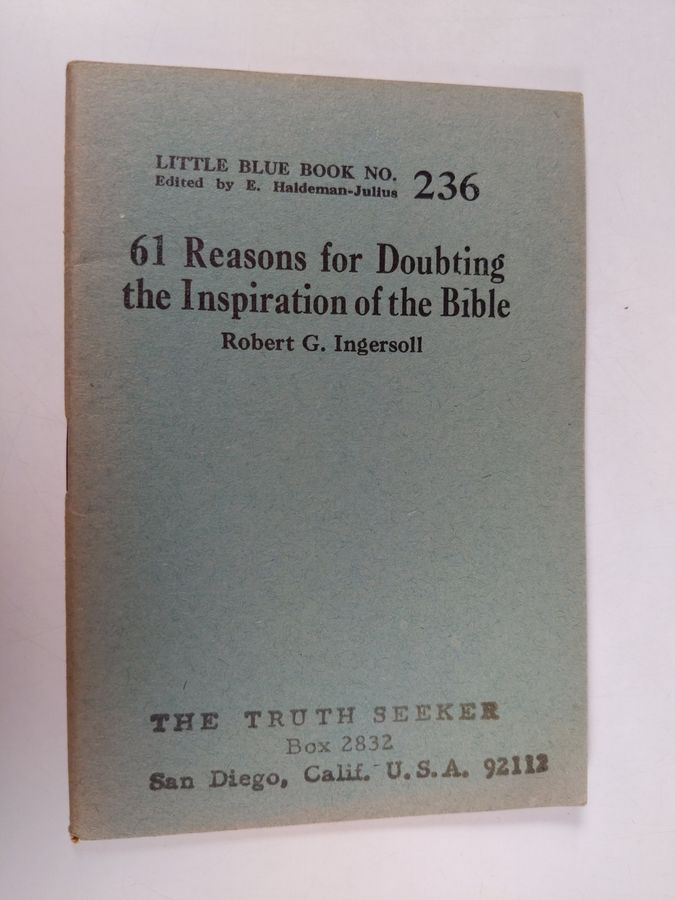 LITTLE BLUE BOOK NO. 236
Edited by E. Haldeman-Julius
61 Reasons for Doubting
the Inspiration of the Bible
Robert G. Ingersoll
THE TRUTH SEEKER
Box 2832
San Diego, Calif. U.S.A. 92112